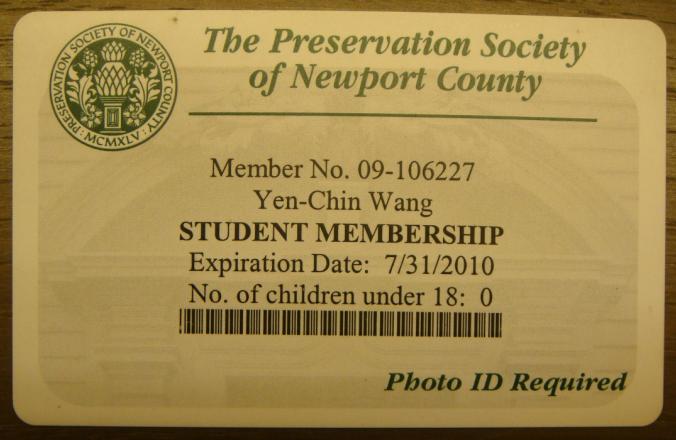 The Preservation Society
of Newport County
PRESERVATION SOCIETY OF NEWPORT COUNTY
MCMXLV
Member No. 09-106227
Yen-Chin Wang
STUDENT MEMBERSHIP
Expiration Date: 7/31/2010
No. of children under 18: 0
Photo ID Required